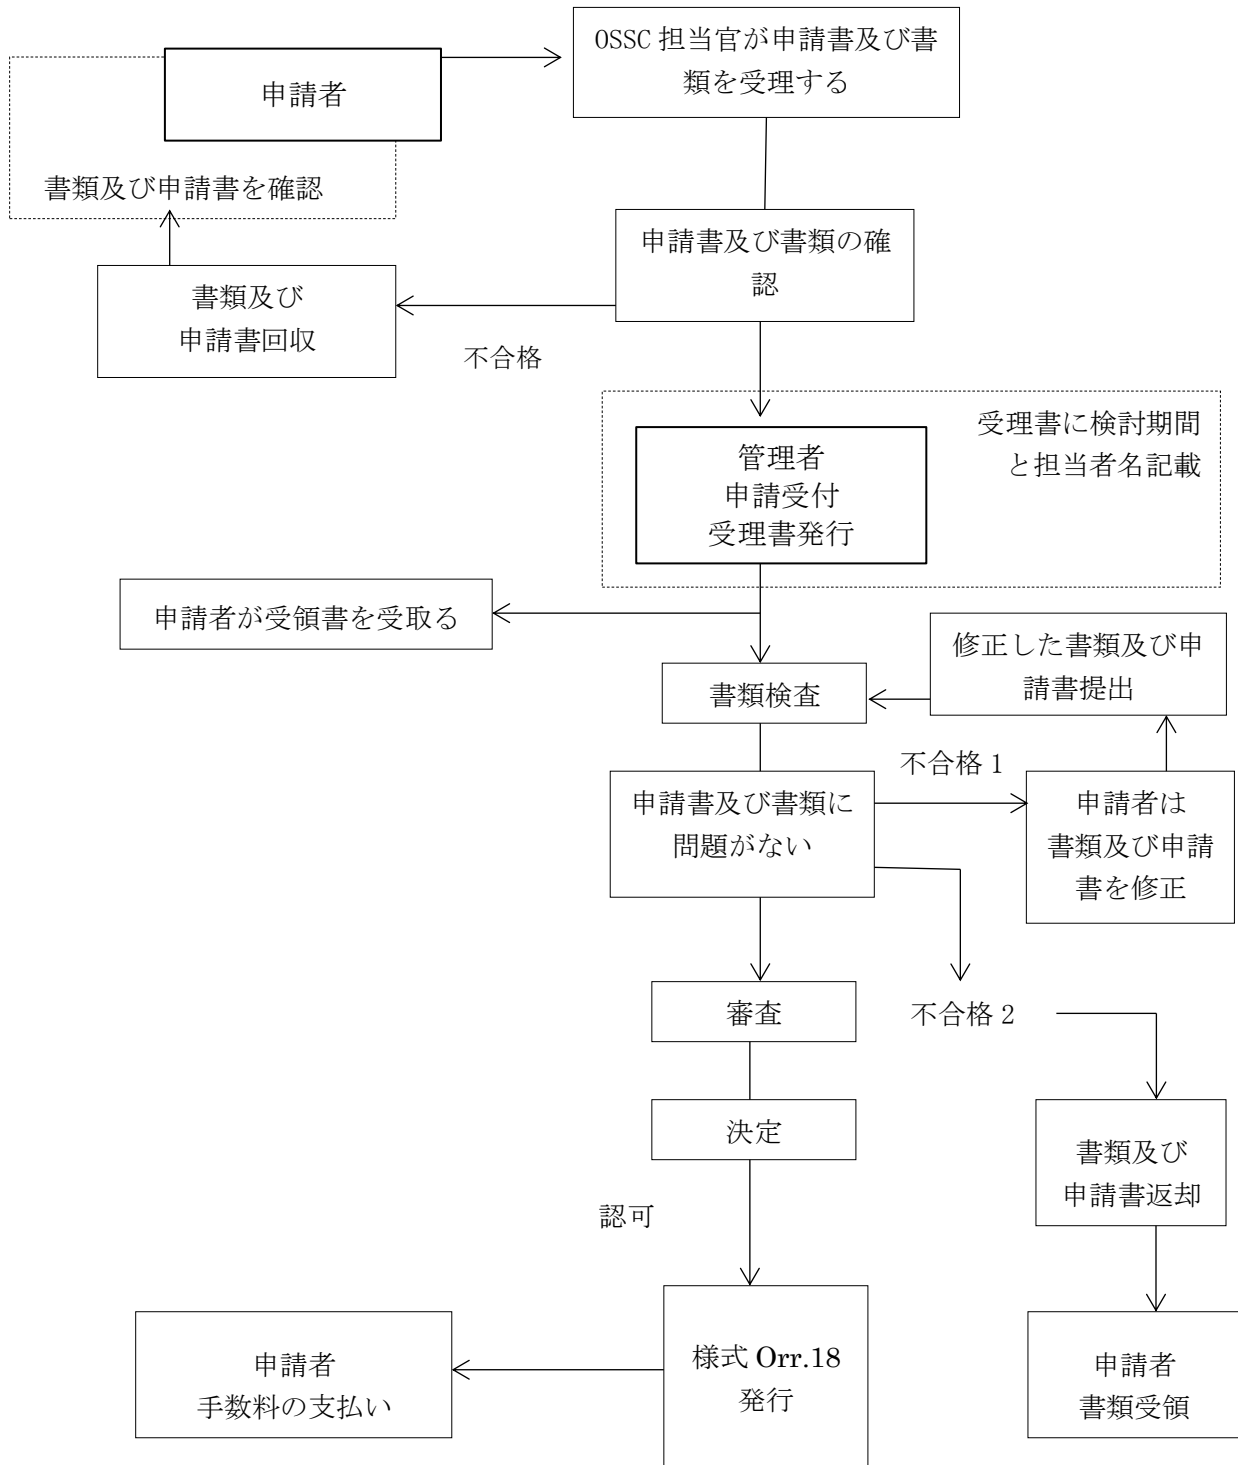 OSSC 担当官が申請書及び書
類を受理する
申請者
書類及び申請書を確認
申請書及び書類の確
認
書類及び
申請書回収
不合格
受理書に検討期間
と担当者名記載
管理者
申請受付
受理書発行
申請者が受領書を受取る
修正した書類及び申
請書提出
書類検査
不合格 1
申請書及び書類に
問題がない
申請者は
書類及び申請
書を修正
審査
不合格 2
決定
書類及び
申請書返却
認可
様式 Orr.18
発行
申請者
手数料の支払い
申請者
書類受領